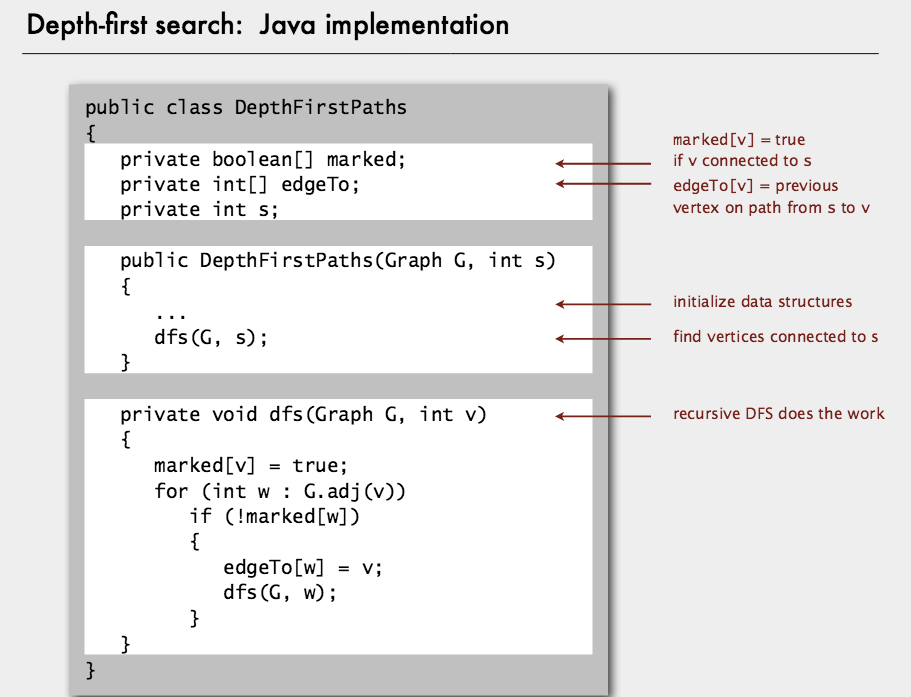 Depth-first search: Java implementation
public class DepthFirstPaths
{
private boolean[] marked;
private int[] edgeTo;
private int s;
public DepthFirstPaths(Graph G, int s)
{
...
dfs(G, s);
}
private void dfs(Graph G, int v)
{
marked[v] = true;
for (int w : G.adj(v))
if (!marked[w])
{
edgeTo[w] = v;
dfs(G, w);
}
}
}
marked[v] = true
if v connected to s
edgeTo[v] = previous
vertex on path from s to v
initialize data structures
find vertices connected to s
recursive DFS does the work